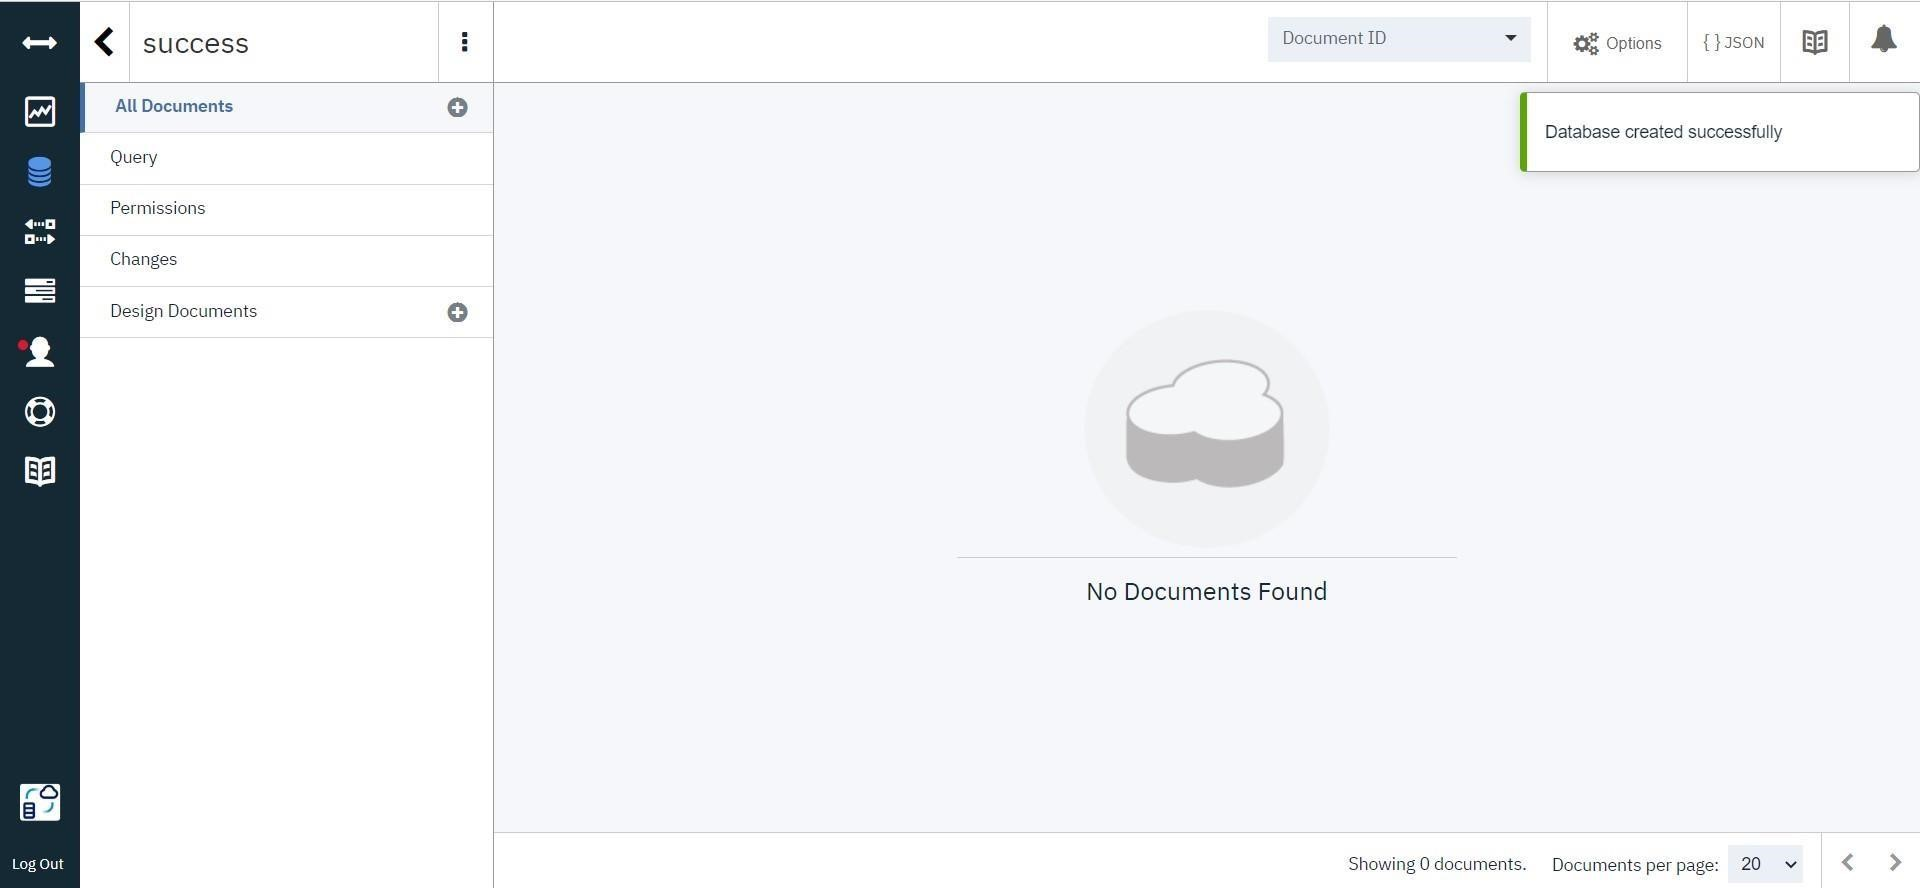 success
Document ID
Options
{ } JSON
All Documents
Database created successfully
Query
Permissions
Changes
Design Documents
No Documents Found
Log Out
Showing 0 documents. Documents per page: 20